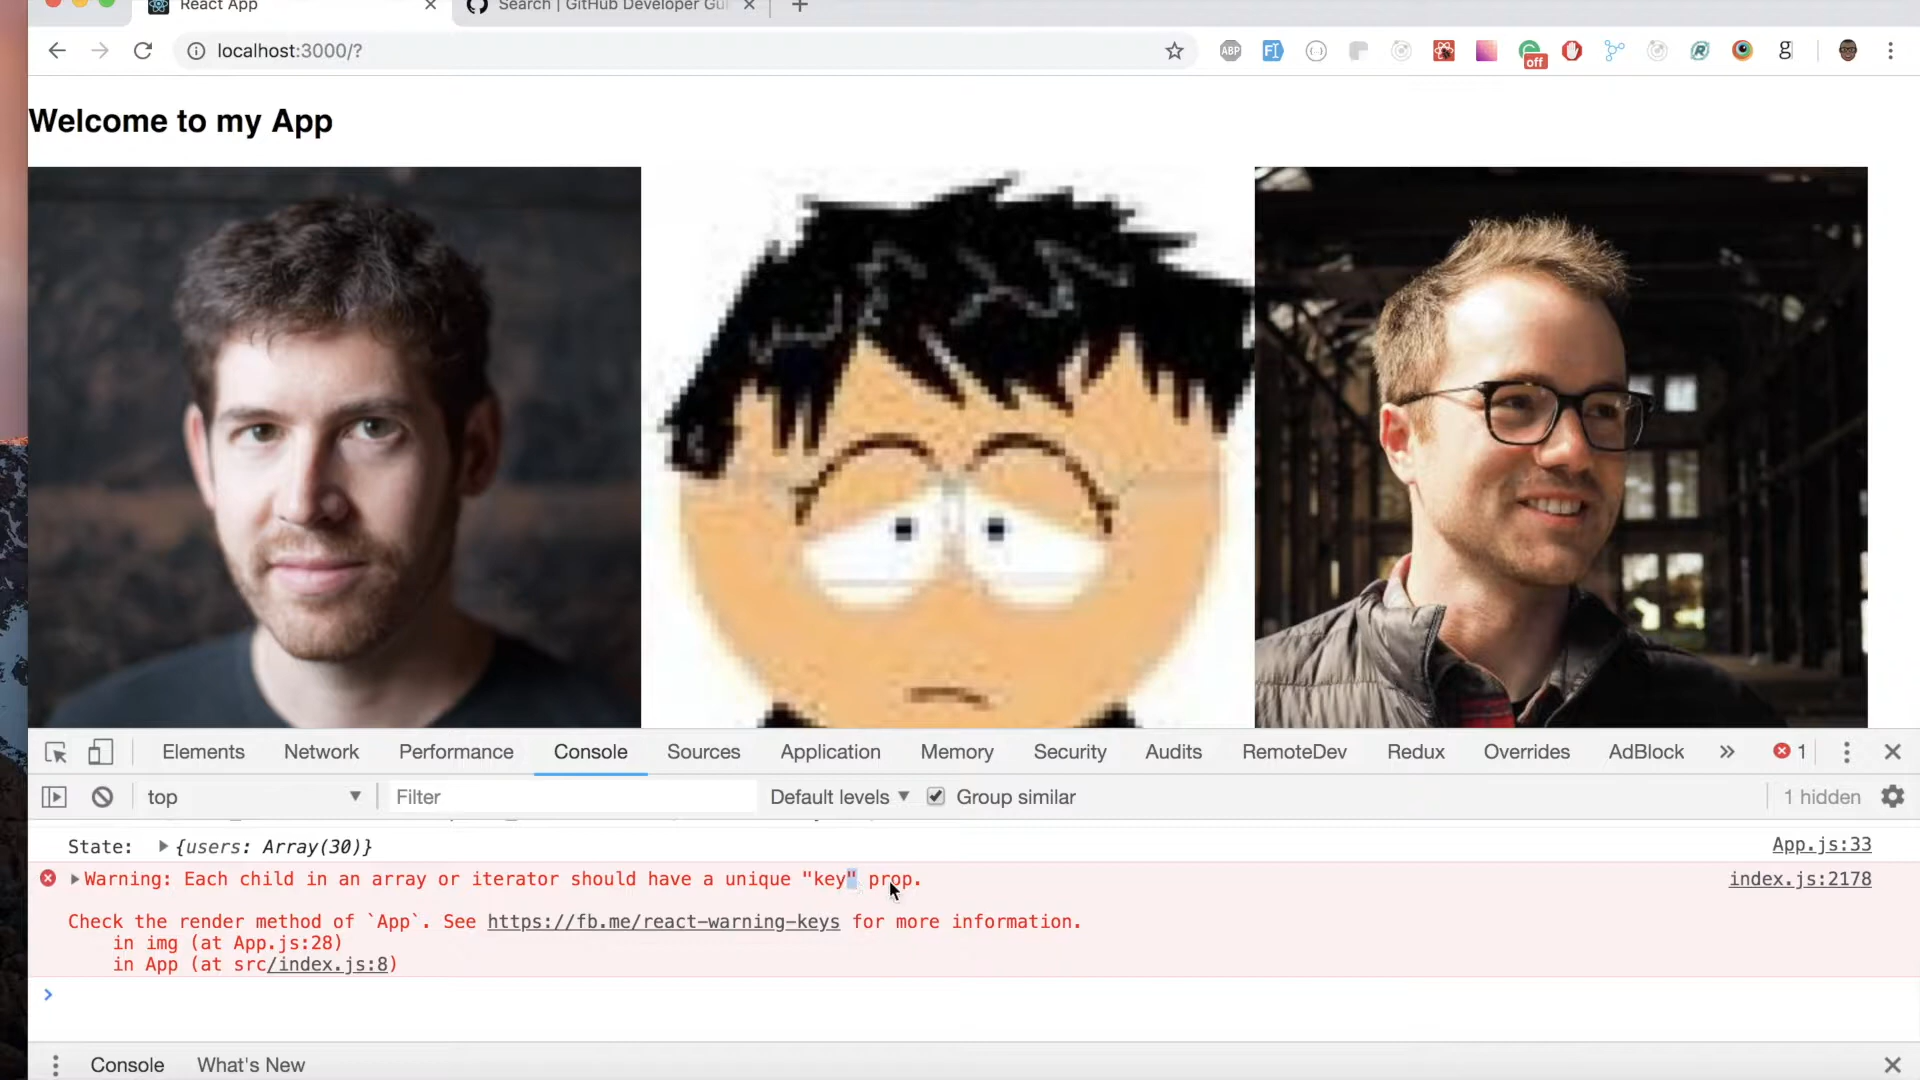 React App
Search | GitHub Developer Gu
localhost:3000/?
ABP
off
g
Welcome to my App
Elements Network Performance Console Sources Application Memory Security Audits RemoteDev Redux Overrides AdBlock » 1
top Filter Default levels Group similar 1 hidden
State: {users: Array(30)} App.js:33
Warning: Each child in an array or iterator should have a unique "key" prop. index.js:2178
Check the render method of `App`. See https://fb.me/react-warning-keys for more information.
in img (at App.js:28)
in App (at src/index.js:8)
Console What's New